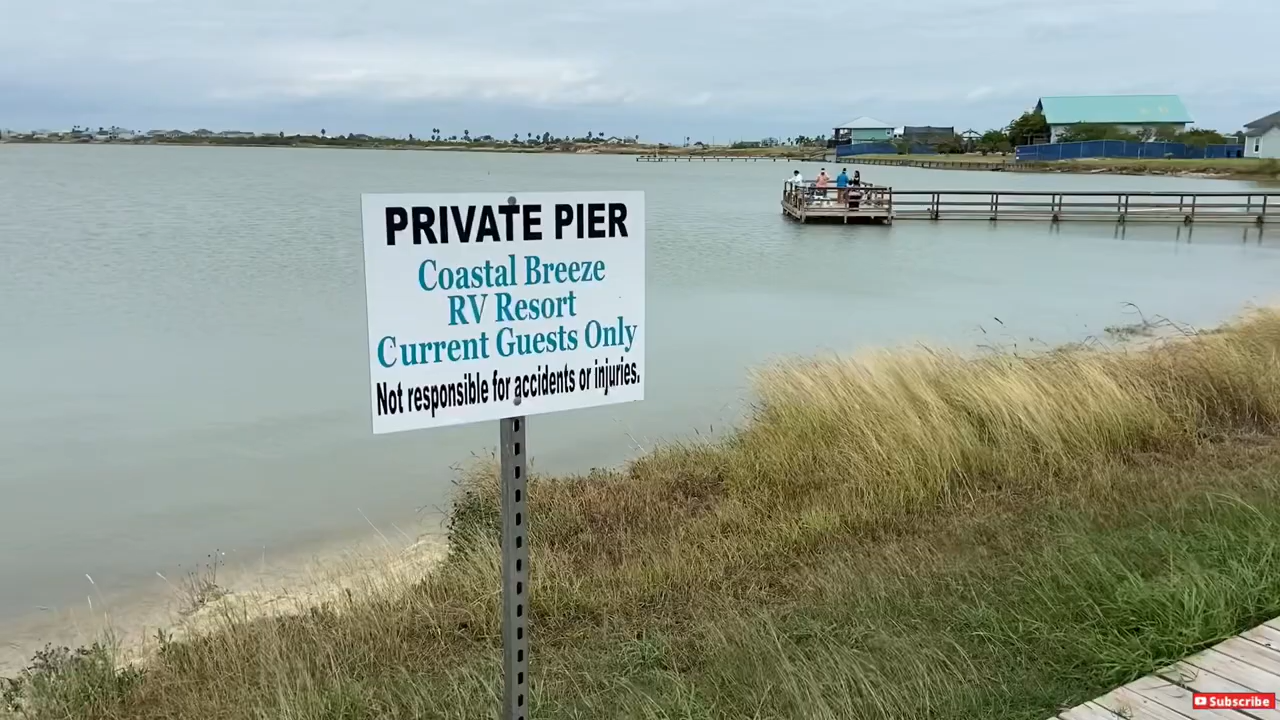 PRIVATE PIER
Coastal Breeze
RV Resort
Current Guests Only
Not responsible for accidents or injuries.
Subscribe